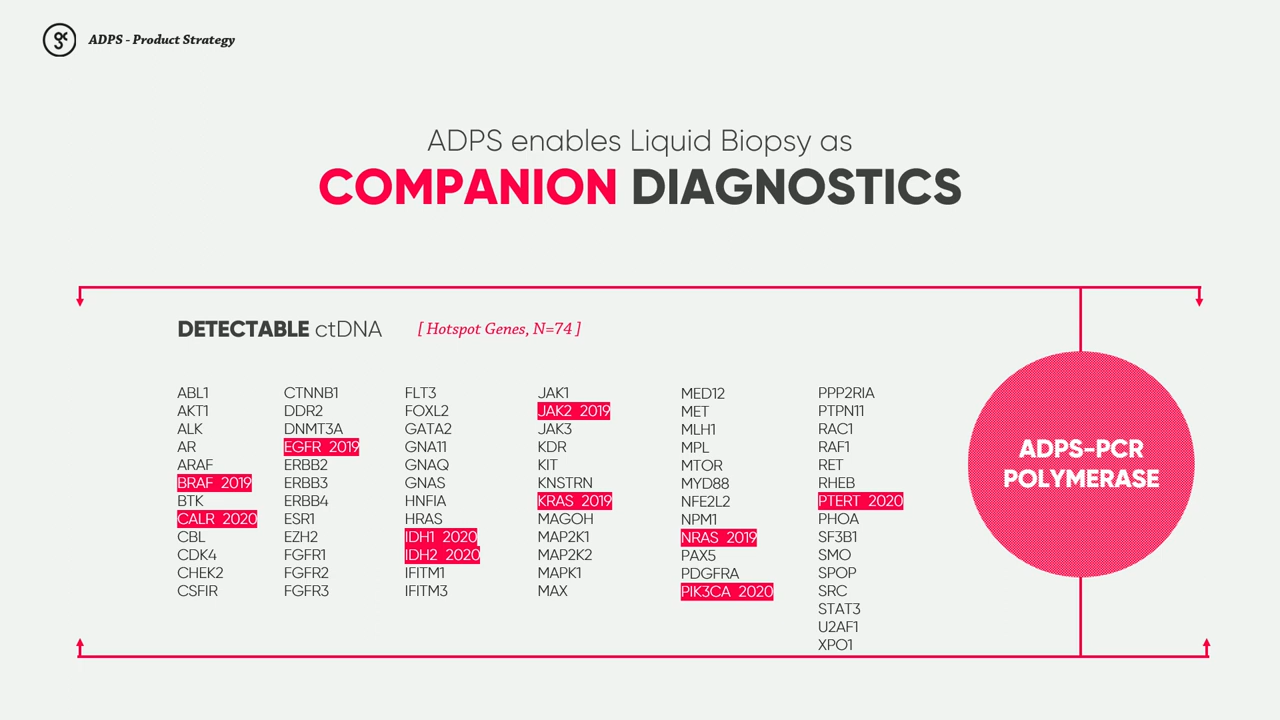 ADPS - Product Strategy
ADPS enables Liquid Biopsy as
COMPANION DIAGNOSTICS
DETECTABLE ctDNA [ Hotspot Genes, N=74 ]
ABL1
AKT1
ALK
AR
ARAF
BRAF 2019
BTK
CALR 2020
CBL
CDK4
CHEK2
CSFIR
CTNNB1
DDR2
DNMT3A
EGFR 2019
ERBB2
ERBB3
ERBB4
ESR1
EZH2
FGFR1
FGFR2
FGFR3
FLT3
FOXL2
GATA2
GNA11
GNAQ
GNAS
HNFIA
HRAS
IDH1 2020
IDH2 2020
IFITM1
IFITM3
JAK1
JAK2 2019
JAK3
KDR
KIT
KNSTRN
KRAS 2019
MAGOH
MAP2K1
MAP2K2
MAPK1
MAX
MED12
MET
MLH1
MPL
MTOR
MYD88
NFE2L2
NPM1
NRAS 2019
PAX5
PDGFRA
PIK3CA 2020
PPP2RIA
PTPN11
RAC1
RAF1
RET
RHEB
PTERT 2020
PHOA
SF3B1
SMO
SPOP
SRC
STAT3
U2AF1
XPO1
ADPS-PCR
POLYMERASE